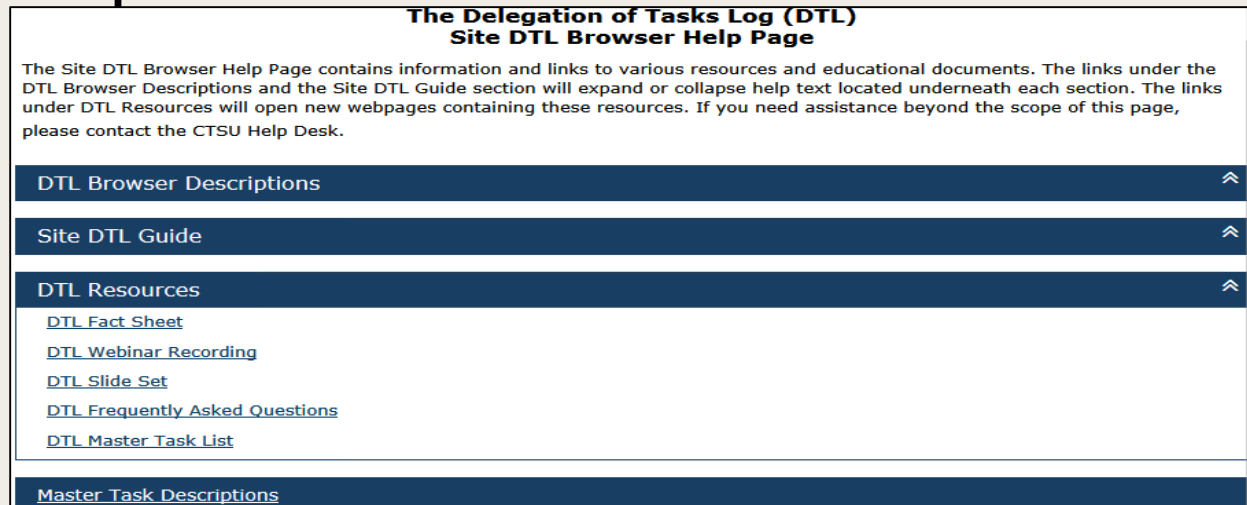 The Delegation of Tasks Log (DTL)
Site DTL Browser Help Page
The Site DTL Browser Help Page contains information and links to various resources and educational documents. The links under the
DTL Browser Descriptions and the Site DTL Guide section will expand or collapse help text located underneath each section. The links
under DTL Resources will open new webpages containing these resources. If you need assistance beyond the scope of this page,
please contact the CTSU Help Desk.
DTL Browser Descriptions
Site DTL Guide
DTL Resources
DTL Fact Sheet
DTL Webinar Recording
DTL Slide Set
DTL Frequently Asked Questions
DTL Master Task List
Master Task Descriptions